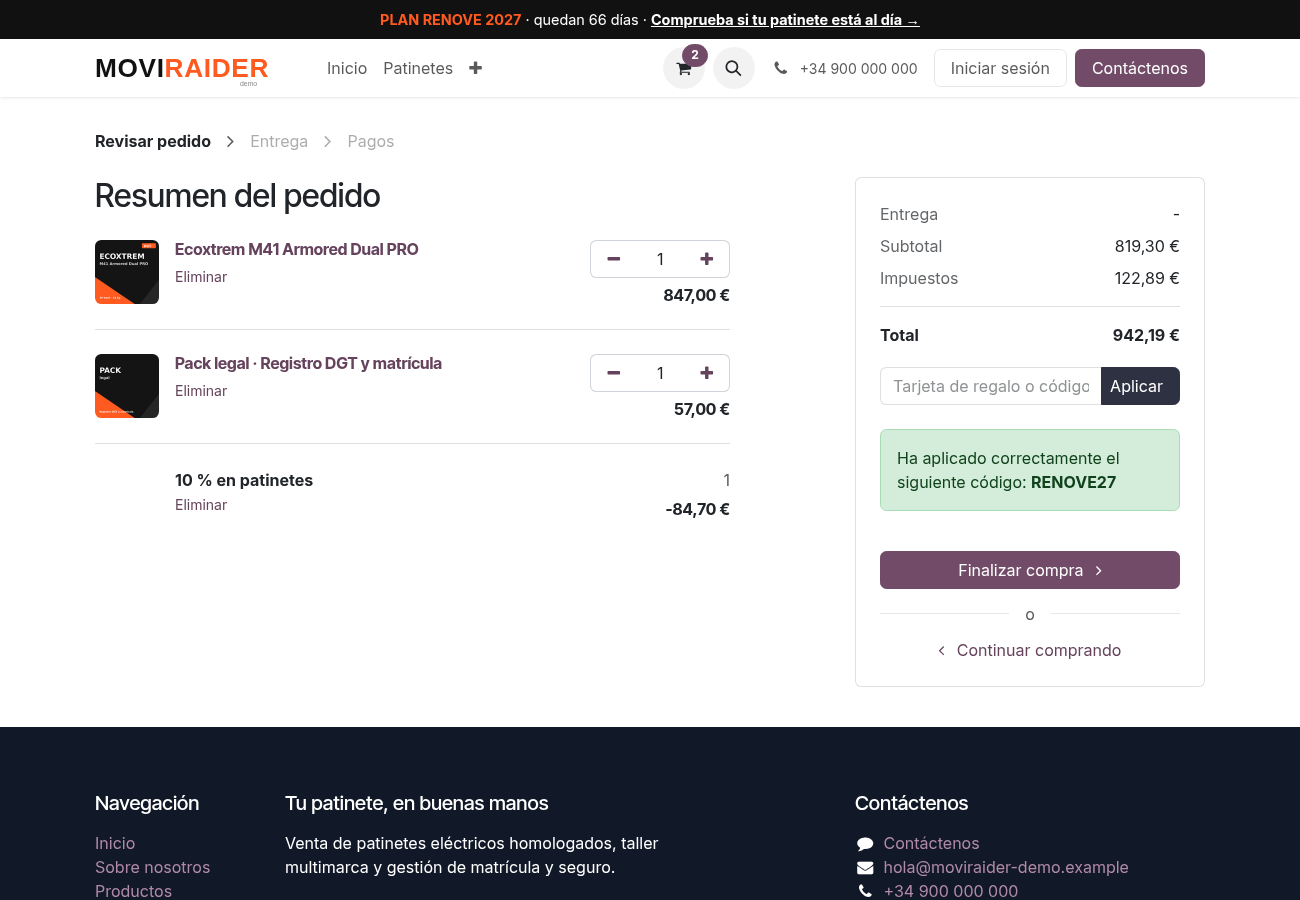 PLAN RENOVE 2027 · quedan 66 días · Comprueba si tu patinete está al día →
MOVIRAIDER
demo
Inicio Patinetes
2
+34 900 000 000
Iniciar sesión
Contáctenos
Revisar pedido > Entrega > Pagos
Resumen del pedido
ECOXTREM
M41 Armored Dual PRO
Ecoxtrem M41 Armored Dual PRO
Eliminar
1
847,00 €
PACK
legal
Pack legal · Registro DGT y matrícula
Eliminar
1
57,00 €
10 % en patinetes
1
Eliminar
-84,70 €
Entrega -
Subtotal 819,30 €
Impuestos 122,89 €
Total 942,19 €
Tarjeta de regalo o código
Aplicar
Ha aplicado correctamente el
siguiente código: RENOVE27
Finalizar compra >
o
< Continuar comprando
Navegación
Inicio
Sobre nosotros
Productos
Tu patinete, en buenas manos
Venta de patinetes eléctricos homologados, taller
multimarca y gestión de matrícula y seguro.
Contáctenos
Contáctenos
hola@moviraider-demo.example
+34 900 000 000